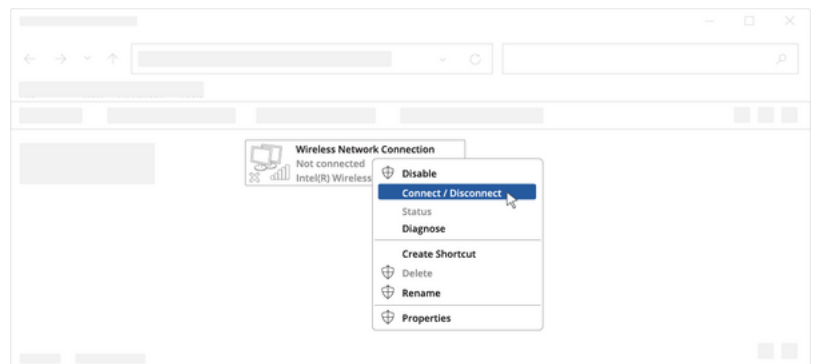 Wireless Network Connection
Not connected
Intel(R) Wireless
Disable
Connect / Disconnect
Status
Diagnose
Create Shortcut
Delete
Rename
Properties